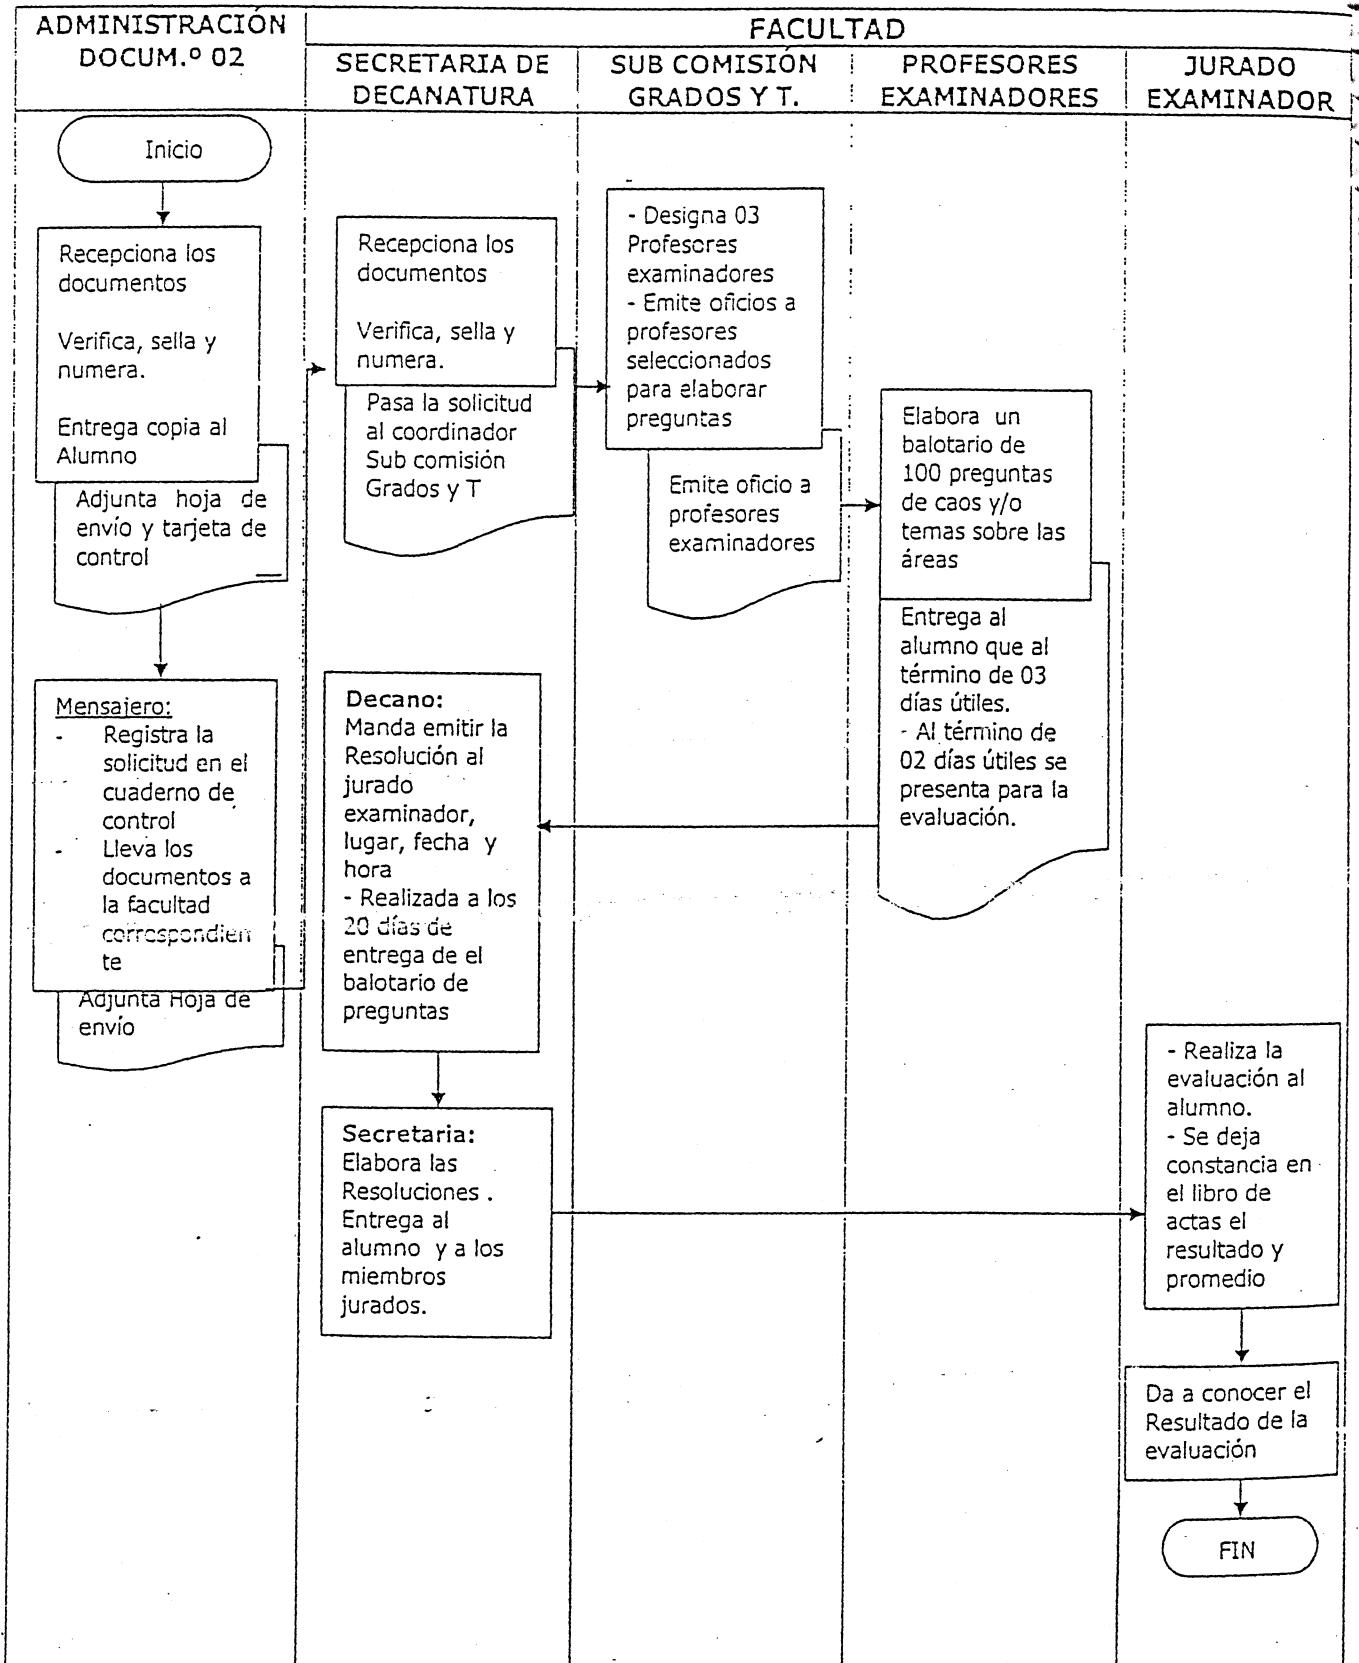 ADMINISTRACIÓN
DOCUM.º 02
FACULTAD
SECRETARIA DE
DECANATURA
SUB COMISIÓN
GRADOS Y T.
PROFESORES
EXAMINADORES
JURADO
EXAMINADOR
Inicio
Recepciona los
documentos
Verifica, sella y
numera.
Entrega copia al
Alumno
Adjunta hoja de
envío y tarjeta de
control
Mensajero:
- Registra la
solicitud en el
cuaderno de
control
- Lleva los
documentos a
la facultad
correspondien
te
Adjunta Hoja de
envío
Recepciona los
documentos
Verifica, sella y
numera.
Pasa la solicitud
al coordinador
Sub comisión
Grados y T
- Designa 03
Profesores
examinadores
- Emite oficios a
profesores
seleccionados
para elaborar
preguntas
Emite oficio a
profesores
examinadores
Elabora un
balotario de
100 preguntas
de caos y/o
temas sobre las
áreas
Entrega al
alumno que al
término de 03
días útiles.
- Al término de
02 días útiles se
presenta para la
evaluación.
Decano:
Manda emitir la
Resolución al
jurado
examinador,
lugar, fecha y
hora
- Realizada a los
20 días de
entrega de el
balotario de
preguntas
Secretaria:
Elabora las
Resoluciones .
Entrega al
alumno y a los
miembros
jurados.
- Realiza la
evaluación al
alumno.
- Se deja
constancia en
el libro de
actas el
resultado y
promedio
Da a conocer el
Resultado de la
evaluación
FIN